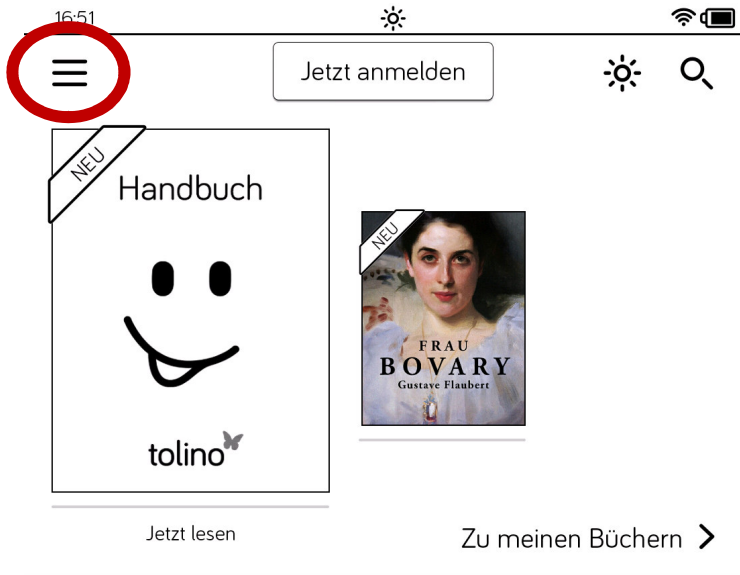 16:51
Jetzt anmelden
NEU
Handbuch
NEU
FRAU
BOVARY
Gustave Flaubert
tolino
Jetzt lesen
Zu meinen Büchern